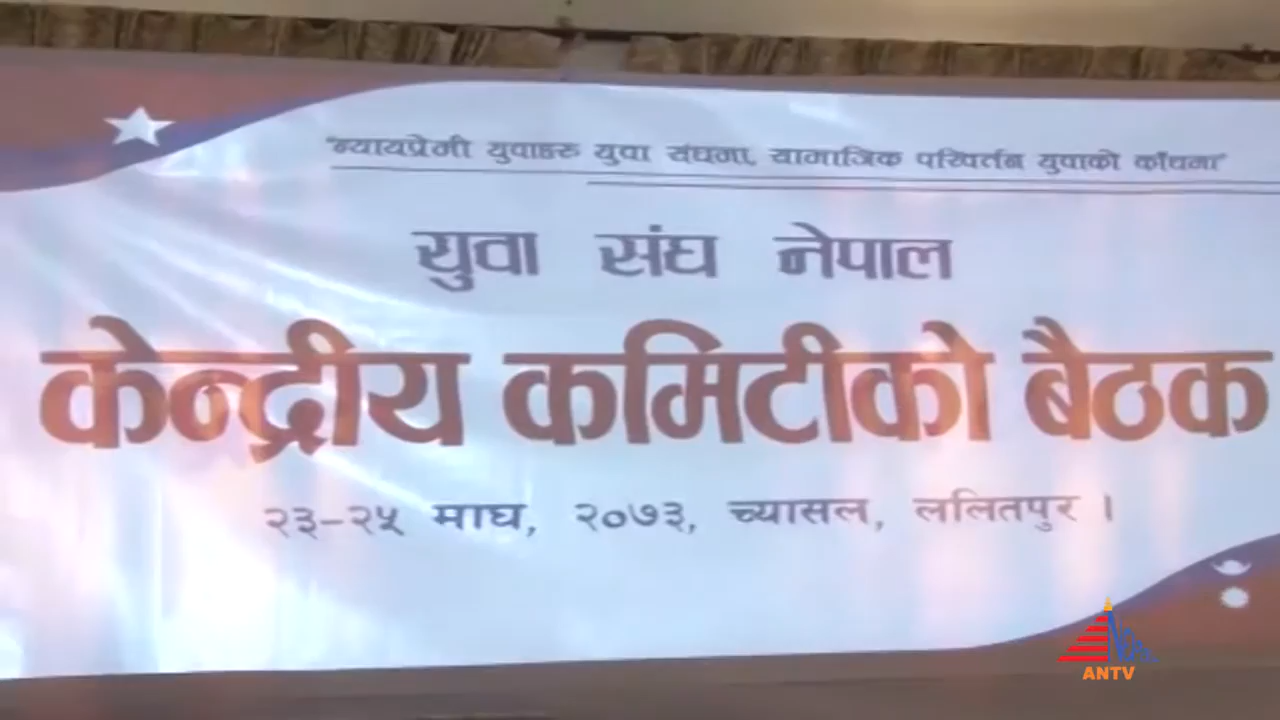 "न्यायप्रेमी युवाहरु युवा संघमा, सामाजिक परिवर्तन युवाको काँधमा"
युवा संघ नेपाल
केन्द्रीय कमिटीको बैठक
२३-२५ माघ, २०७३, च्यासल, ललितपुर ।
ANTV